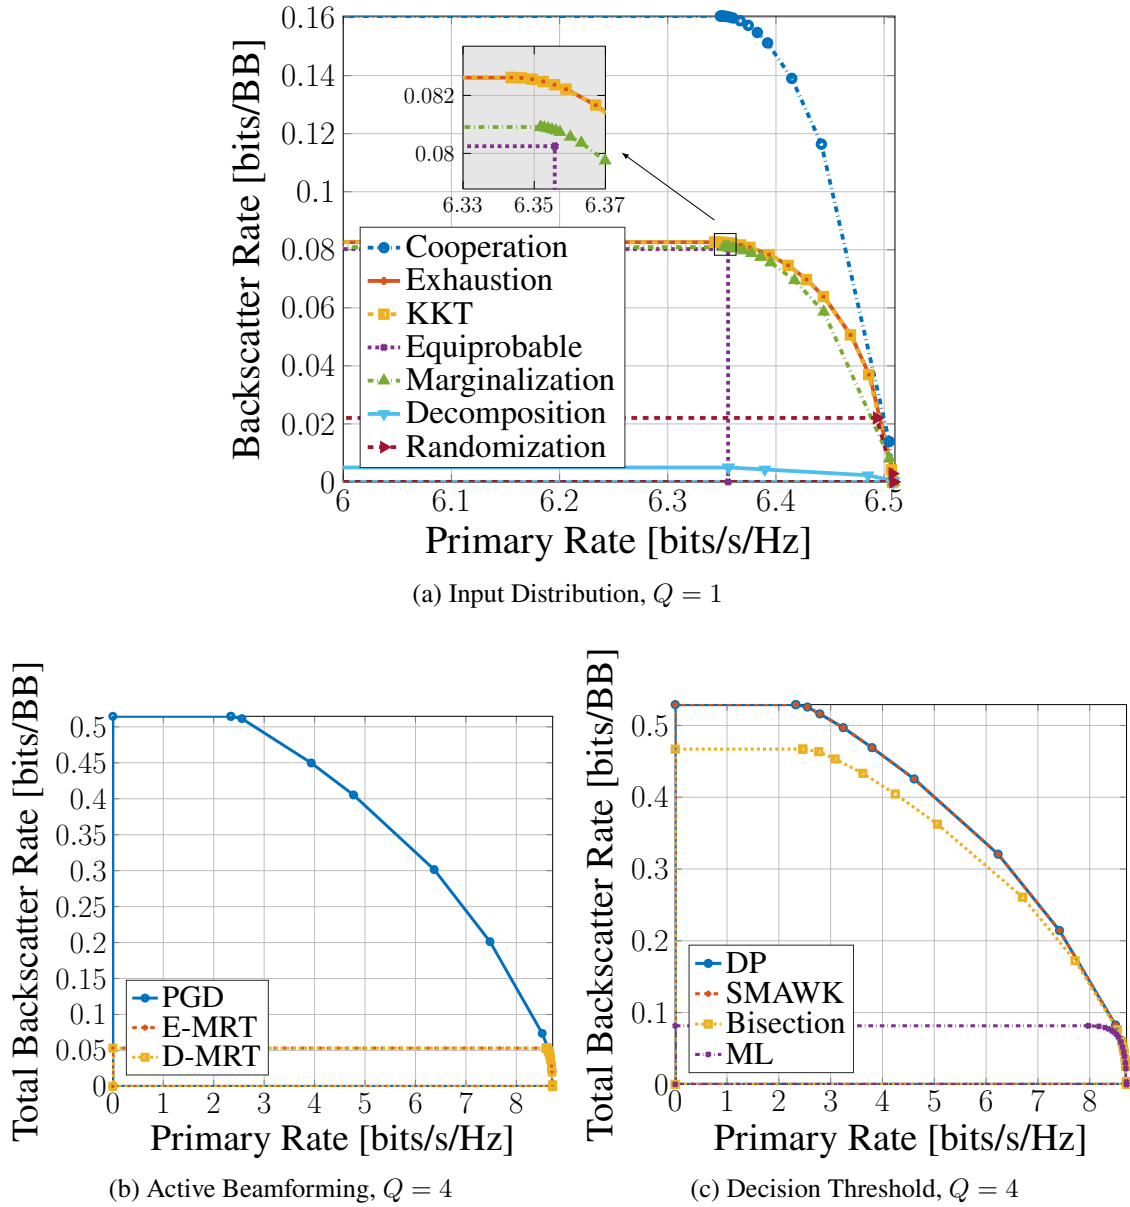 Backscatter Rate [bits/BB]
0.16
0.14
0.12
0.1
0.08
0.06
0.04
0.02
0
0.082
0.08
6.33 6.35 6.37
Cooperation
Exhaustion
KKT
Equiprobable
Marginalization
Decomposition
Randomization
6 6.1 6.2 6.3 6.4 6.5
Primary Rate [bits/s/Hz]
(a) Input Distribution, Q = 1
Total Backscatter Rate [bits/BB]
0.5
0.45
0.4
0.35
0.3
0.25
0.2
0.15
0.1
0.05
0
PGD
E-MRT
D-MRT
0 1 2 3 4 5 6 7 8
Primary Rate [bits/s/Hz]
(b) Active Beamforming, Q = 4
Total Backscatter Rate [bits/BB]
0.5
0.4
0.3
0.2
0.1
0
DP
SMAWK
Bisection
ML
0 1 2 3 4 5 6 7 8
Primary Rate [bits/s/Hz]
(c) Decision Threshold, Q = 4